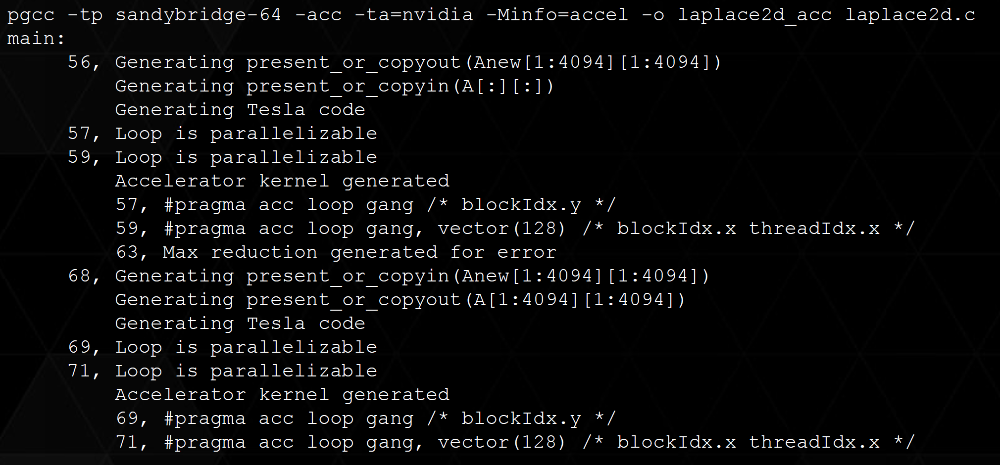 pgcc -tp sandybridge-64 -acc -ta=nvidia -Minfo=accel -o laplace2d_acc laplace2d.c
main:
56, Generating present_or_copyout(Anew[1:4094][1:4094])
Generating present_or_copyin(A[:][:])
Generating Tesla code
57, Loop is parallelizable
59, Loop is parallelizable
Accelerator kernel generated
57, #pragma acc loop gang /* blockIdx.y */
59, #pragma acc loop gang, vector(128) /* blockIdx.x threadIdx.x */
63, Max reduction generated for error
68, Generating present_or_copyin(Anew[1:4094][1:4094])
Generating present_or_copyout(A[1:4094][1:4094])
Generating Tesla code
69, Loop is parallelizable
71, Loop is parallelizable
Accelerator kernel generated
69, #pragma acc loop gang /* blockIdx.y */
71, #pragma acc loop gang, vector(128) /* blockIdx.x threadIdx.x */